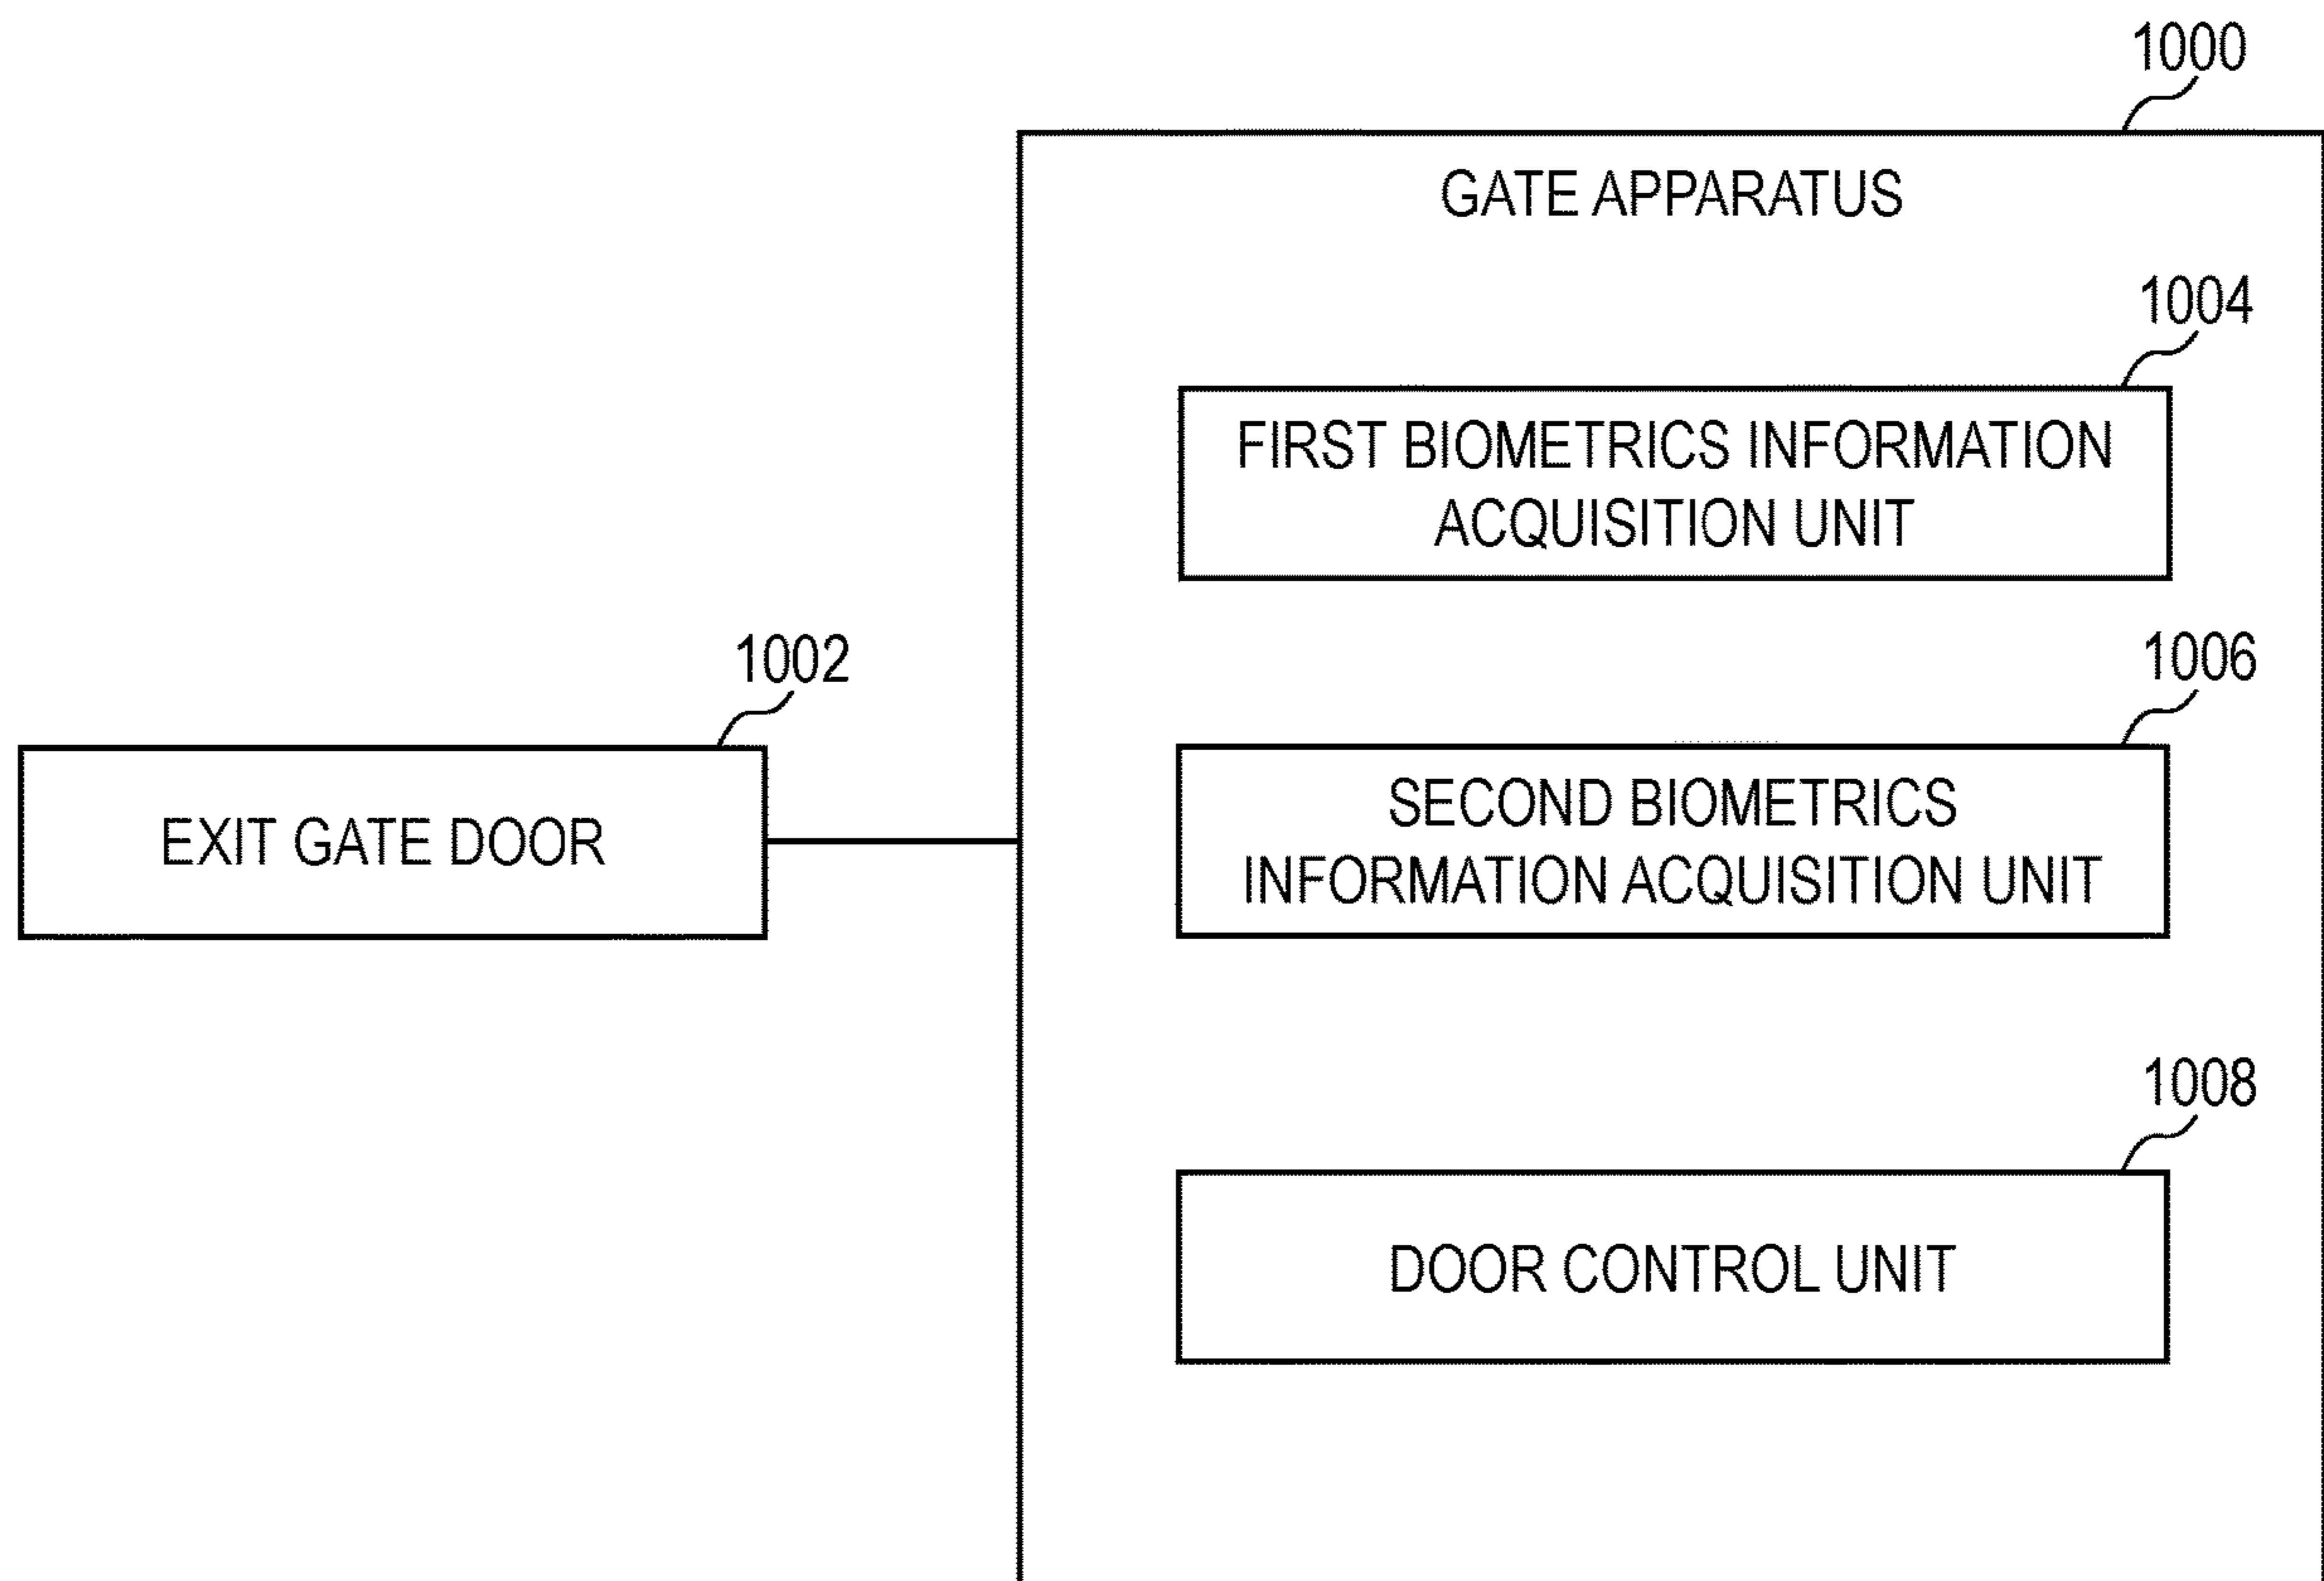 1000
GATE APPARATUS
1004
FIRST BIOMETRICS INFORMATION
ACQUISITION UNIT
1002
EXIT GATE DOOR
1006
SECOND BIOMETRICS
INFORMATION ACQUISITION UNIT
1008
DOOR CONTROL UNIT